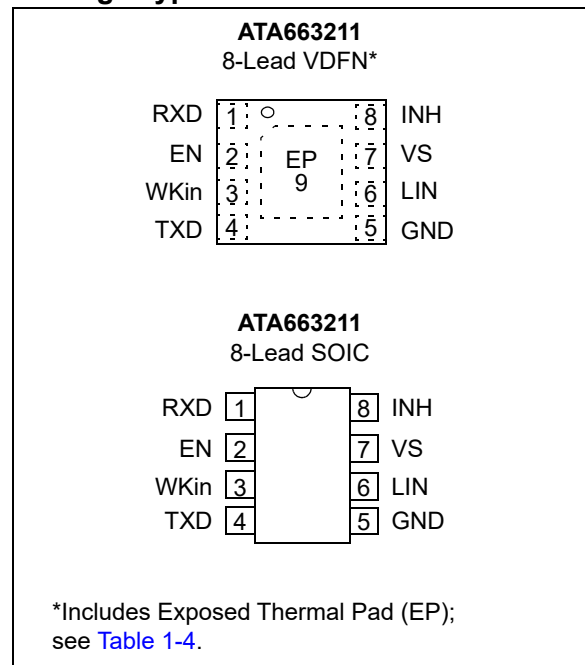 ATA663211
8-Lead VDFN*
RXD 1 8 INH
EN 2 EP 7 VS
WKin 3 9 6 LIN
TXD 4 5 GND
ATA663211
8-Lead SOIC
RXD 1 8 INH
EN 2 7 VS
WKin 3 6 LIN
TXD 4 5 GND
*Includes Exposed Thermal Pad (EP);
see Table 1-4.